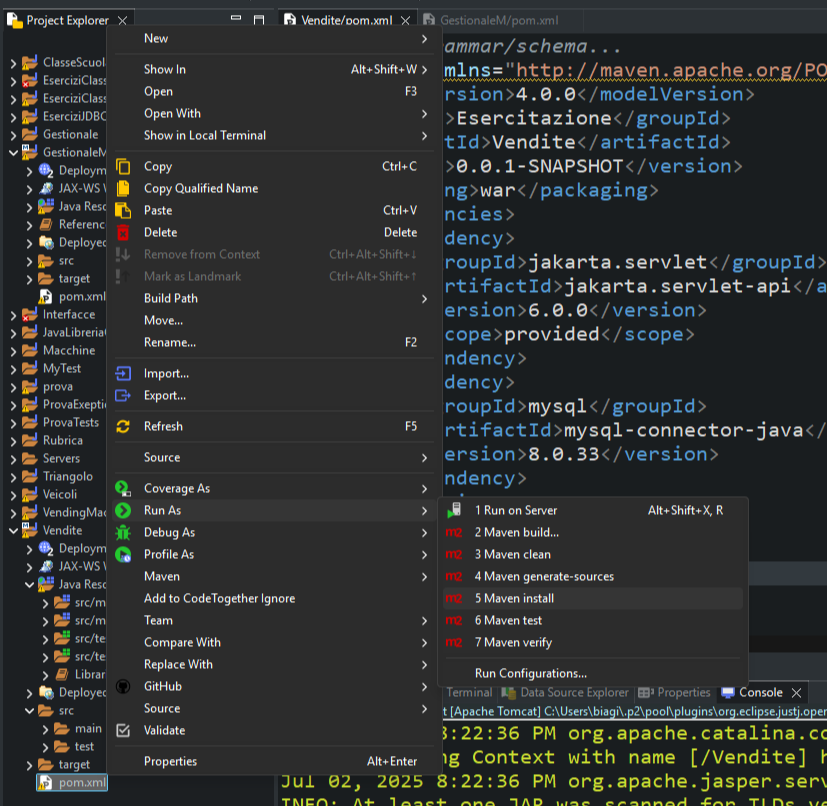 Project Explorer
Vendite/pom.xml
GestionaleM/pom.xml
ClasseScuol
EserciziClass
EserciziClass
EserciziJDBC
Gestionale
GestionaleM
Deploym
JAX-WS
Java Reso
Referenc
Deployed
src
target
pom.xml
Interfacce
JavaLibreria
Macchine
MyTest
prova
ProvaExepti
ProvaTests
Rubrica
Servers
Triangolo
Veicoli
VendingMac
Vendite
Deploym
JAX-WS
Java Reso
src/m
src/m
src/te
src/te
Librar
Deployed
src
main
test
target
pom.xml
New
Show In Alt+Shift+W
Open F3
Open With
Show in Local Terminal
Copy Ctrl+C
Copy Qualified Name
Paste Ctrl+V
Delete Delete
Remove from Context Ctrl+Alt+Shift+↓
Mark as Landmark Ctrl+Alt+Shift+↑
Build Path
Move...
Rename... F2
Import...
Export...
Refresh F5
Source
Coverage As
Run As
Debug As
Profile As
Maven
Add to CodeTogether Ignore
Team
Compare With
Replace With
GitHub
Source
Validate
Properties Alt+Enter
1 Run on Server Alt+Shift+X, R
2 Maven build...
3 Maven clean
4 Maven generate-sources
5 Maven install
6 Maven test
7 Maven verify
Run Configurations...
ammar/schema...
mlns="http://maven.apache.org/PO
rsion>4.0.0</modelVersion>
>Esercitazione</groupId>
tId>Vendite</artifactId>
>0.0.1-SNAPSHOT</version>
ng>war</packaging>
ncies>
dency>
roupId>jakarta.servlet</groupId>
rtifactId>jakarta.servlet-api</a
ersion>6.0.0</version>
cope>provided</scope>
ndency>
dency>
roupId>mysql</groupId>
rtifactId>mysql-connector-java</
ersion>8.0.33</version>
ndency>
Terminal
Data Source Explorer
Properties
Console
t [Apache Tomcat] C:\Users\biagi\.p2\pool\plugins\org.eclipse.justj.open
8:22:36 PM org.apache.catalina.co
ng Context with name [/Vendite] h
Jul 02, 2025 8:22:36 PM org.apache.jasper.serv
INFO: At least one JAR was scanned for TLDs